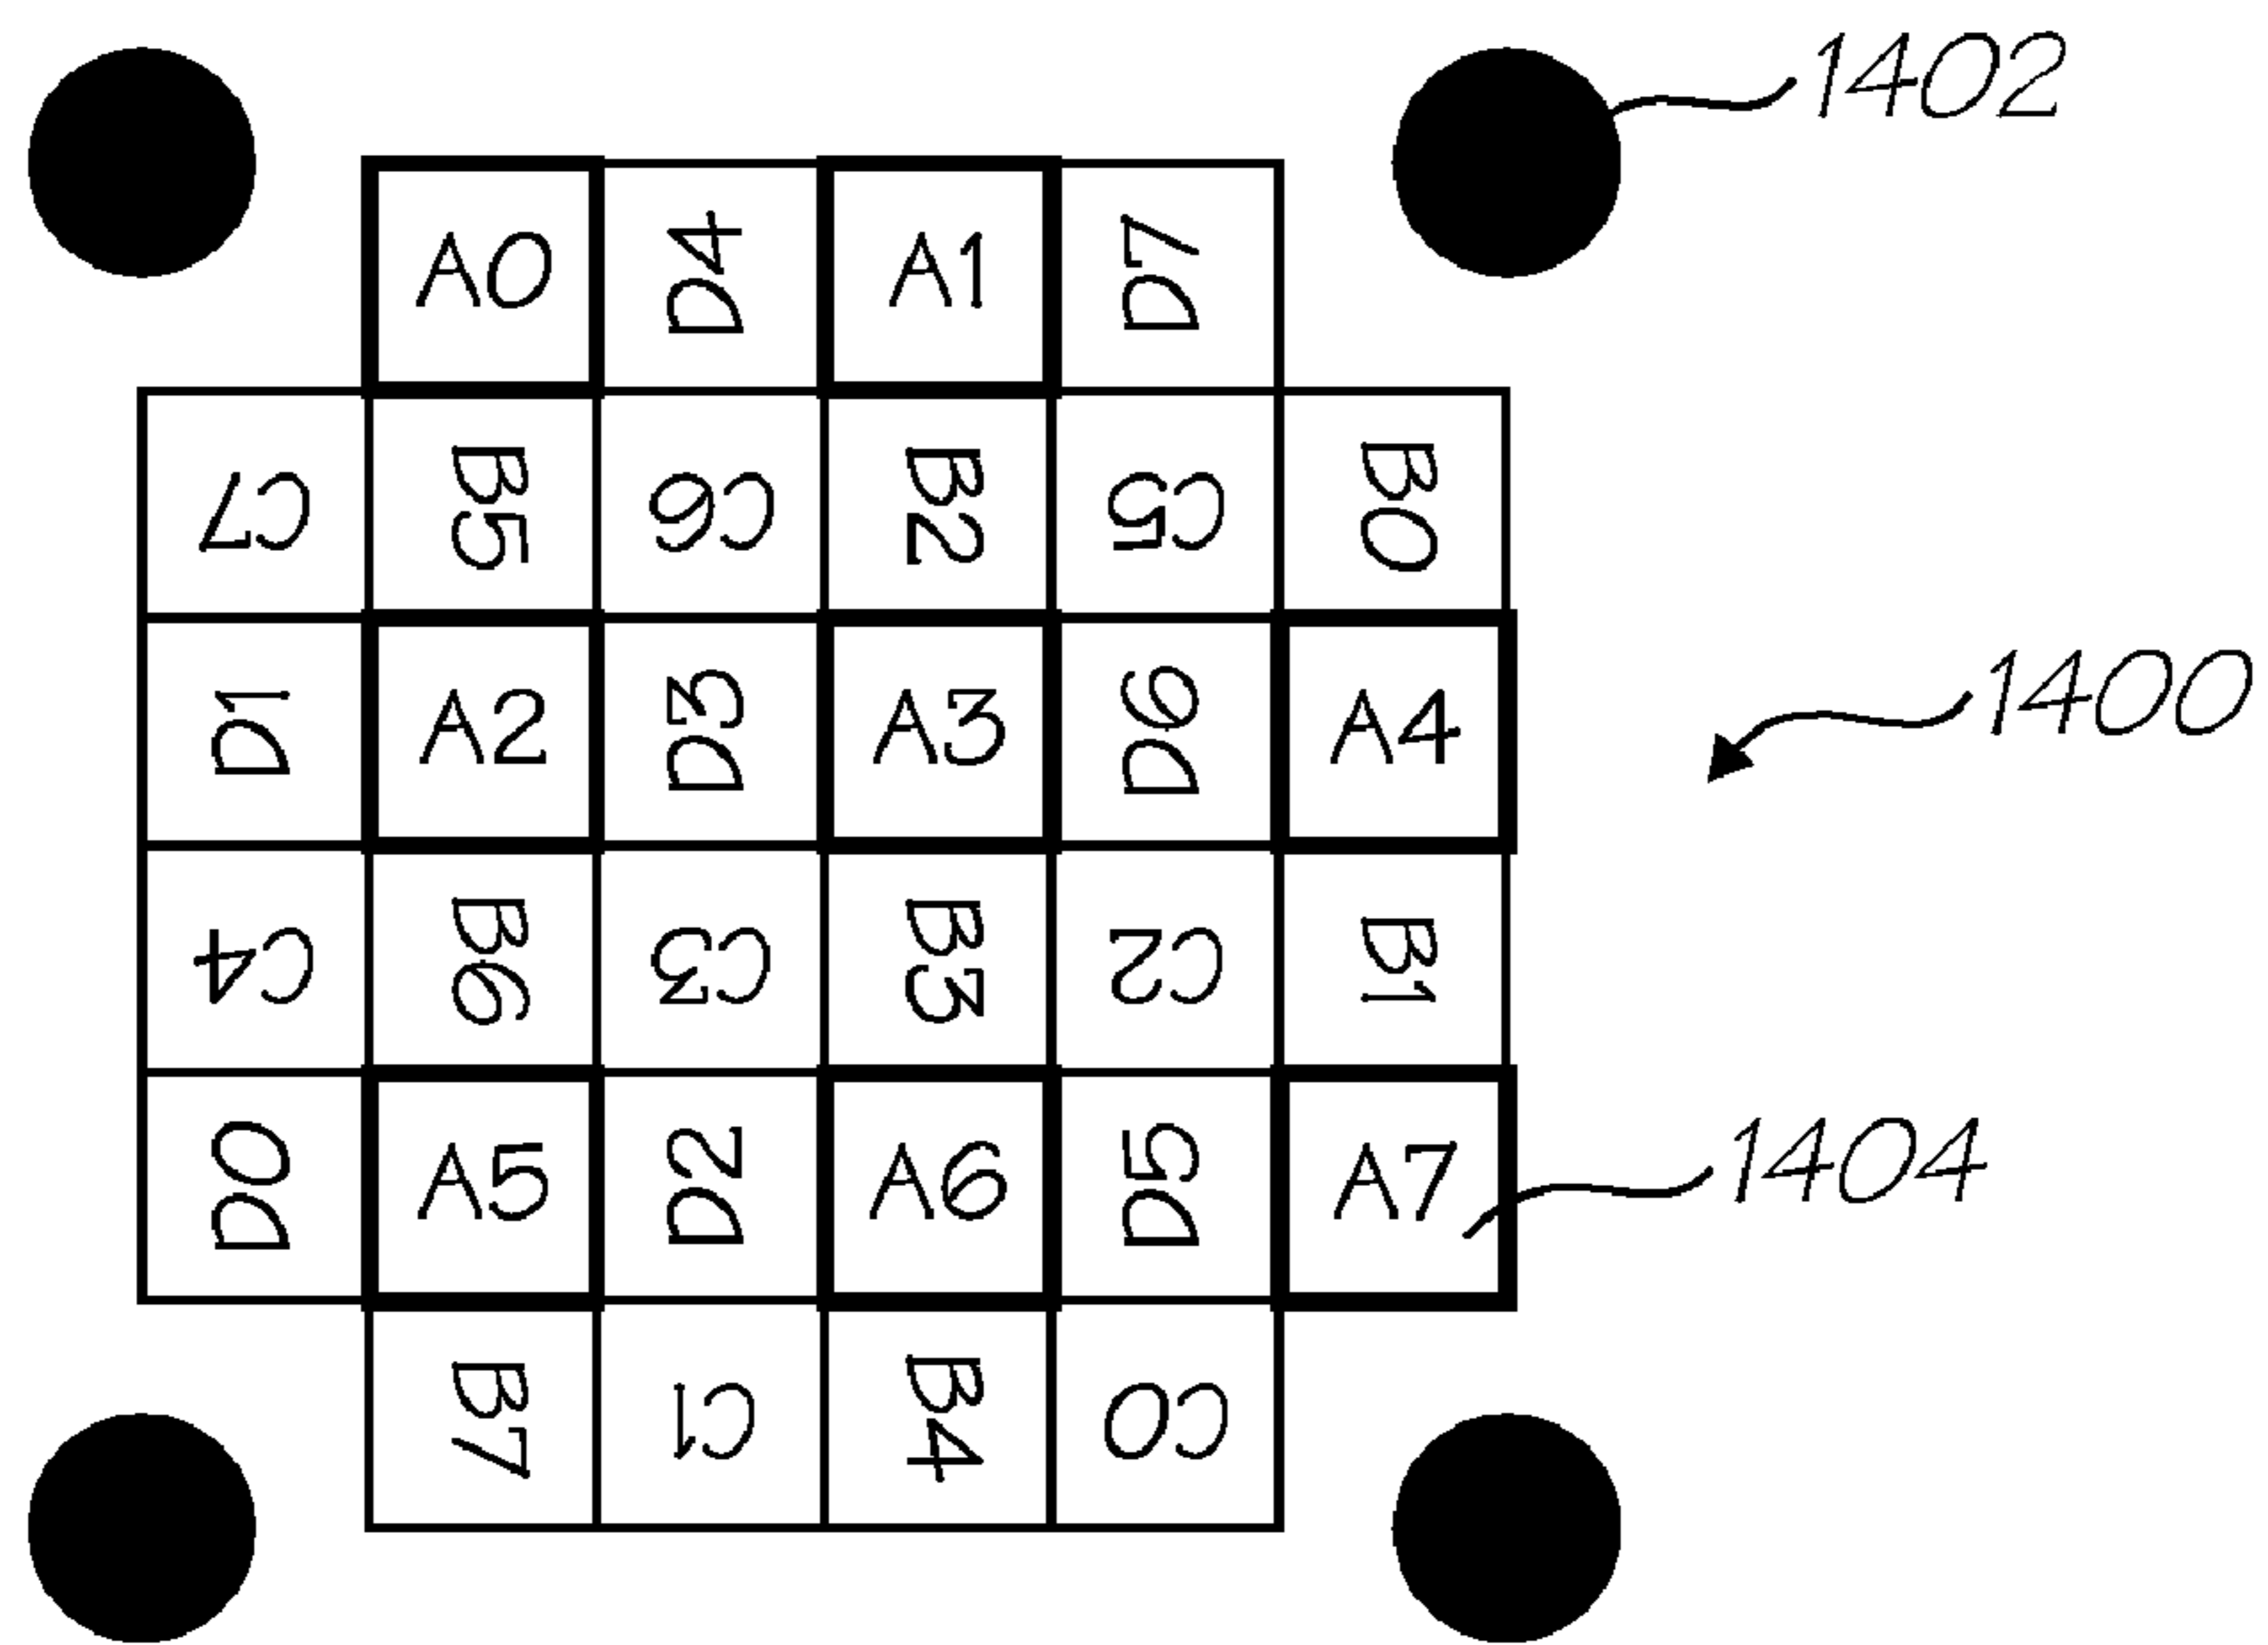 1402
A0 D4 A1 D7
C7 B5 C6 B2 C5 B0
D1 A2 D3 A3 D6 A4
1400
C4 B6 C3 B3 C2 B1
D0 A5 D2 A6 D5 A7
1404
B7 C1 B4 C0